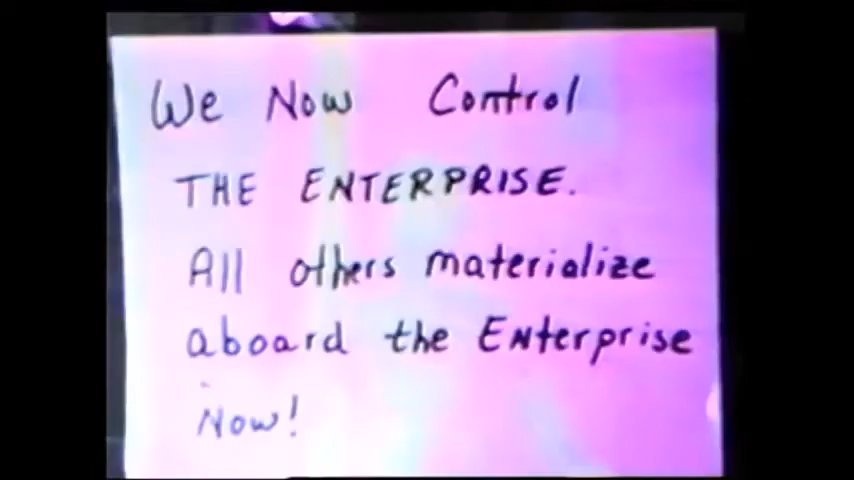 We Now Control
THE ENTERPRISE.
All others materialize
aboard the Enterprise
Now!